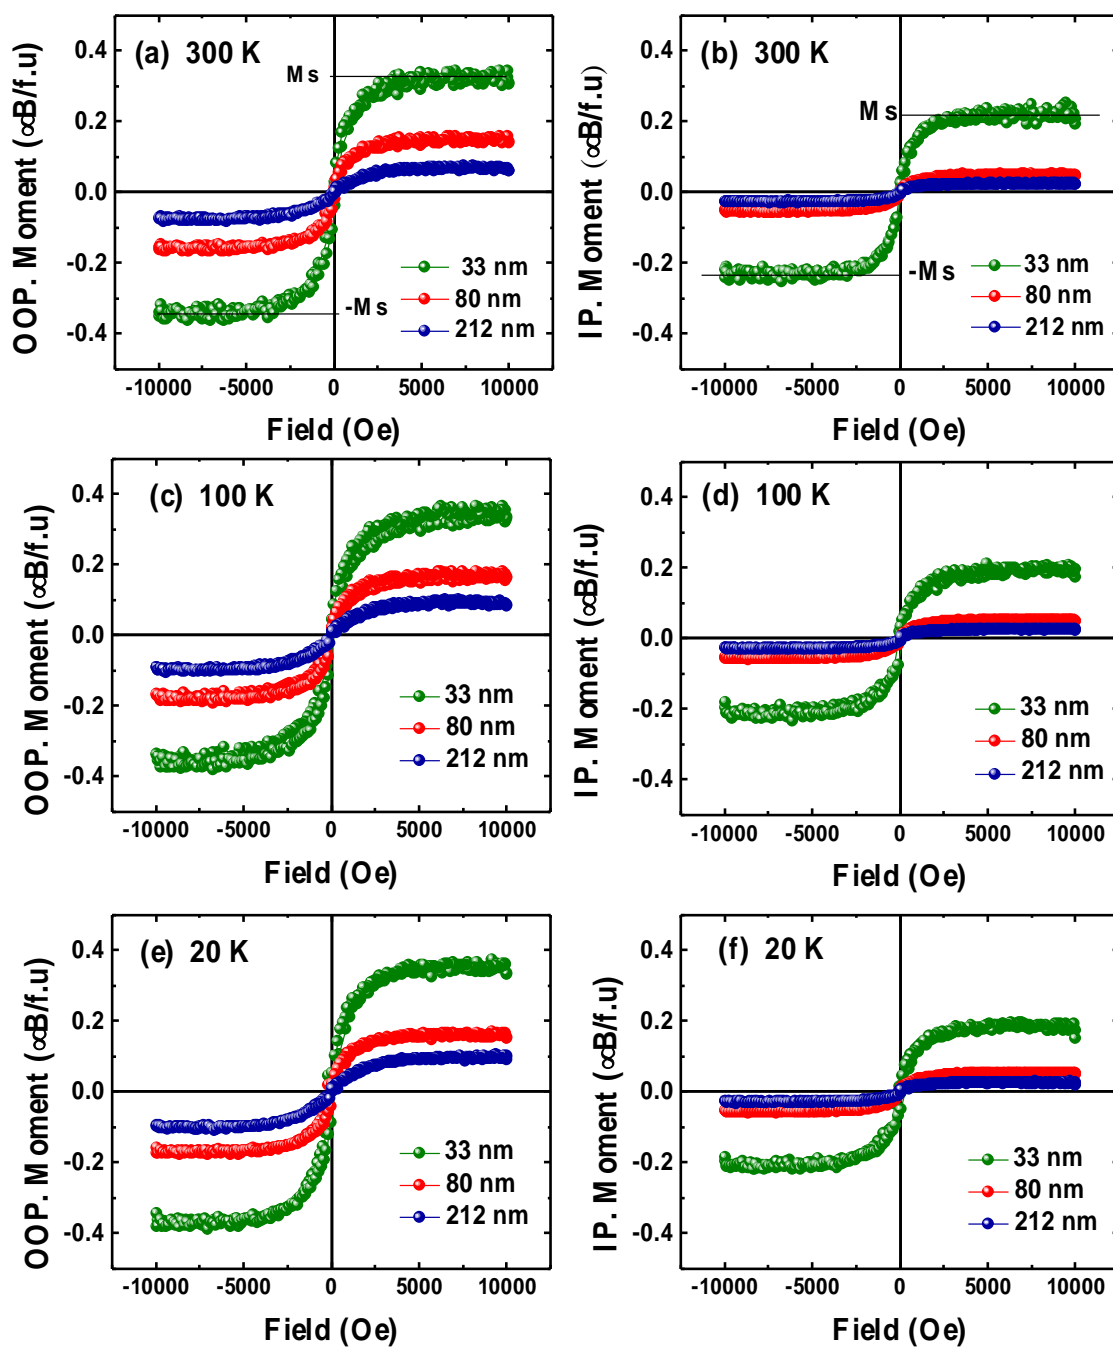 (a) 300 K
OOP. Moment (∝B/f.u)
0.4
0.2
0.0
-0.2
-0.4
Ms
-Ms
33 nm
80 nm
212 nm
-10000 -5000 0 5000 10000
Field (Oe)
(b) 300 K
IP. Moment (∝B/f.u)
0.4
0.2
0.0
-0.2
-0.4
Ms
-Ms
33 nm
80 nm
212 nm
-10000 -5000 0 5000 10000
Field (Oe)
(c) 100 K
OOP. Moment (∝B/f.u)
0.4
0.2
0.0
-0.2
-0.4
33 nm
80 nm
212 nm
-10000 -5000 0 5000 10000
Field (Oe)
(d) 100 K
IP. Moment (∝B/f.u)
0.4
0.2
0.0
-0.2
-0.4
33 nm
80 nm
212 nm
-10000 -5000 0 5000 10000
Field (Oe)
(e) 20 K
OOP. Moment (∝B/f.u)
0.4
0.2
0.0
-0.2
-0.4
33 nm
80 nm
212 nm
-10000 -5000 0 5000 10000
Field (Oe)
(f) 20 K
IP. Moment (∝B/f.u)
0.4
0.2
0.0
-0.2
-0.4
33 nm
80 nm
212 nm
-10000 -5000 0 5000 10000
Field (Oe)